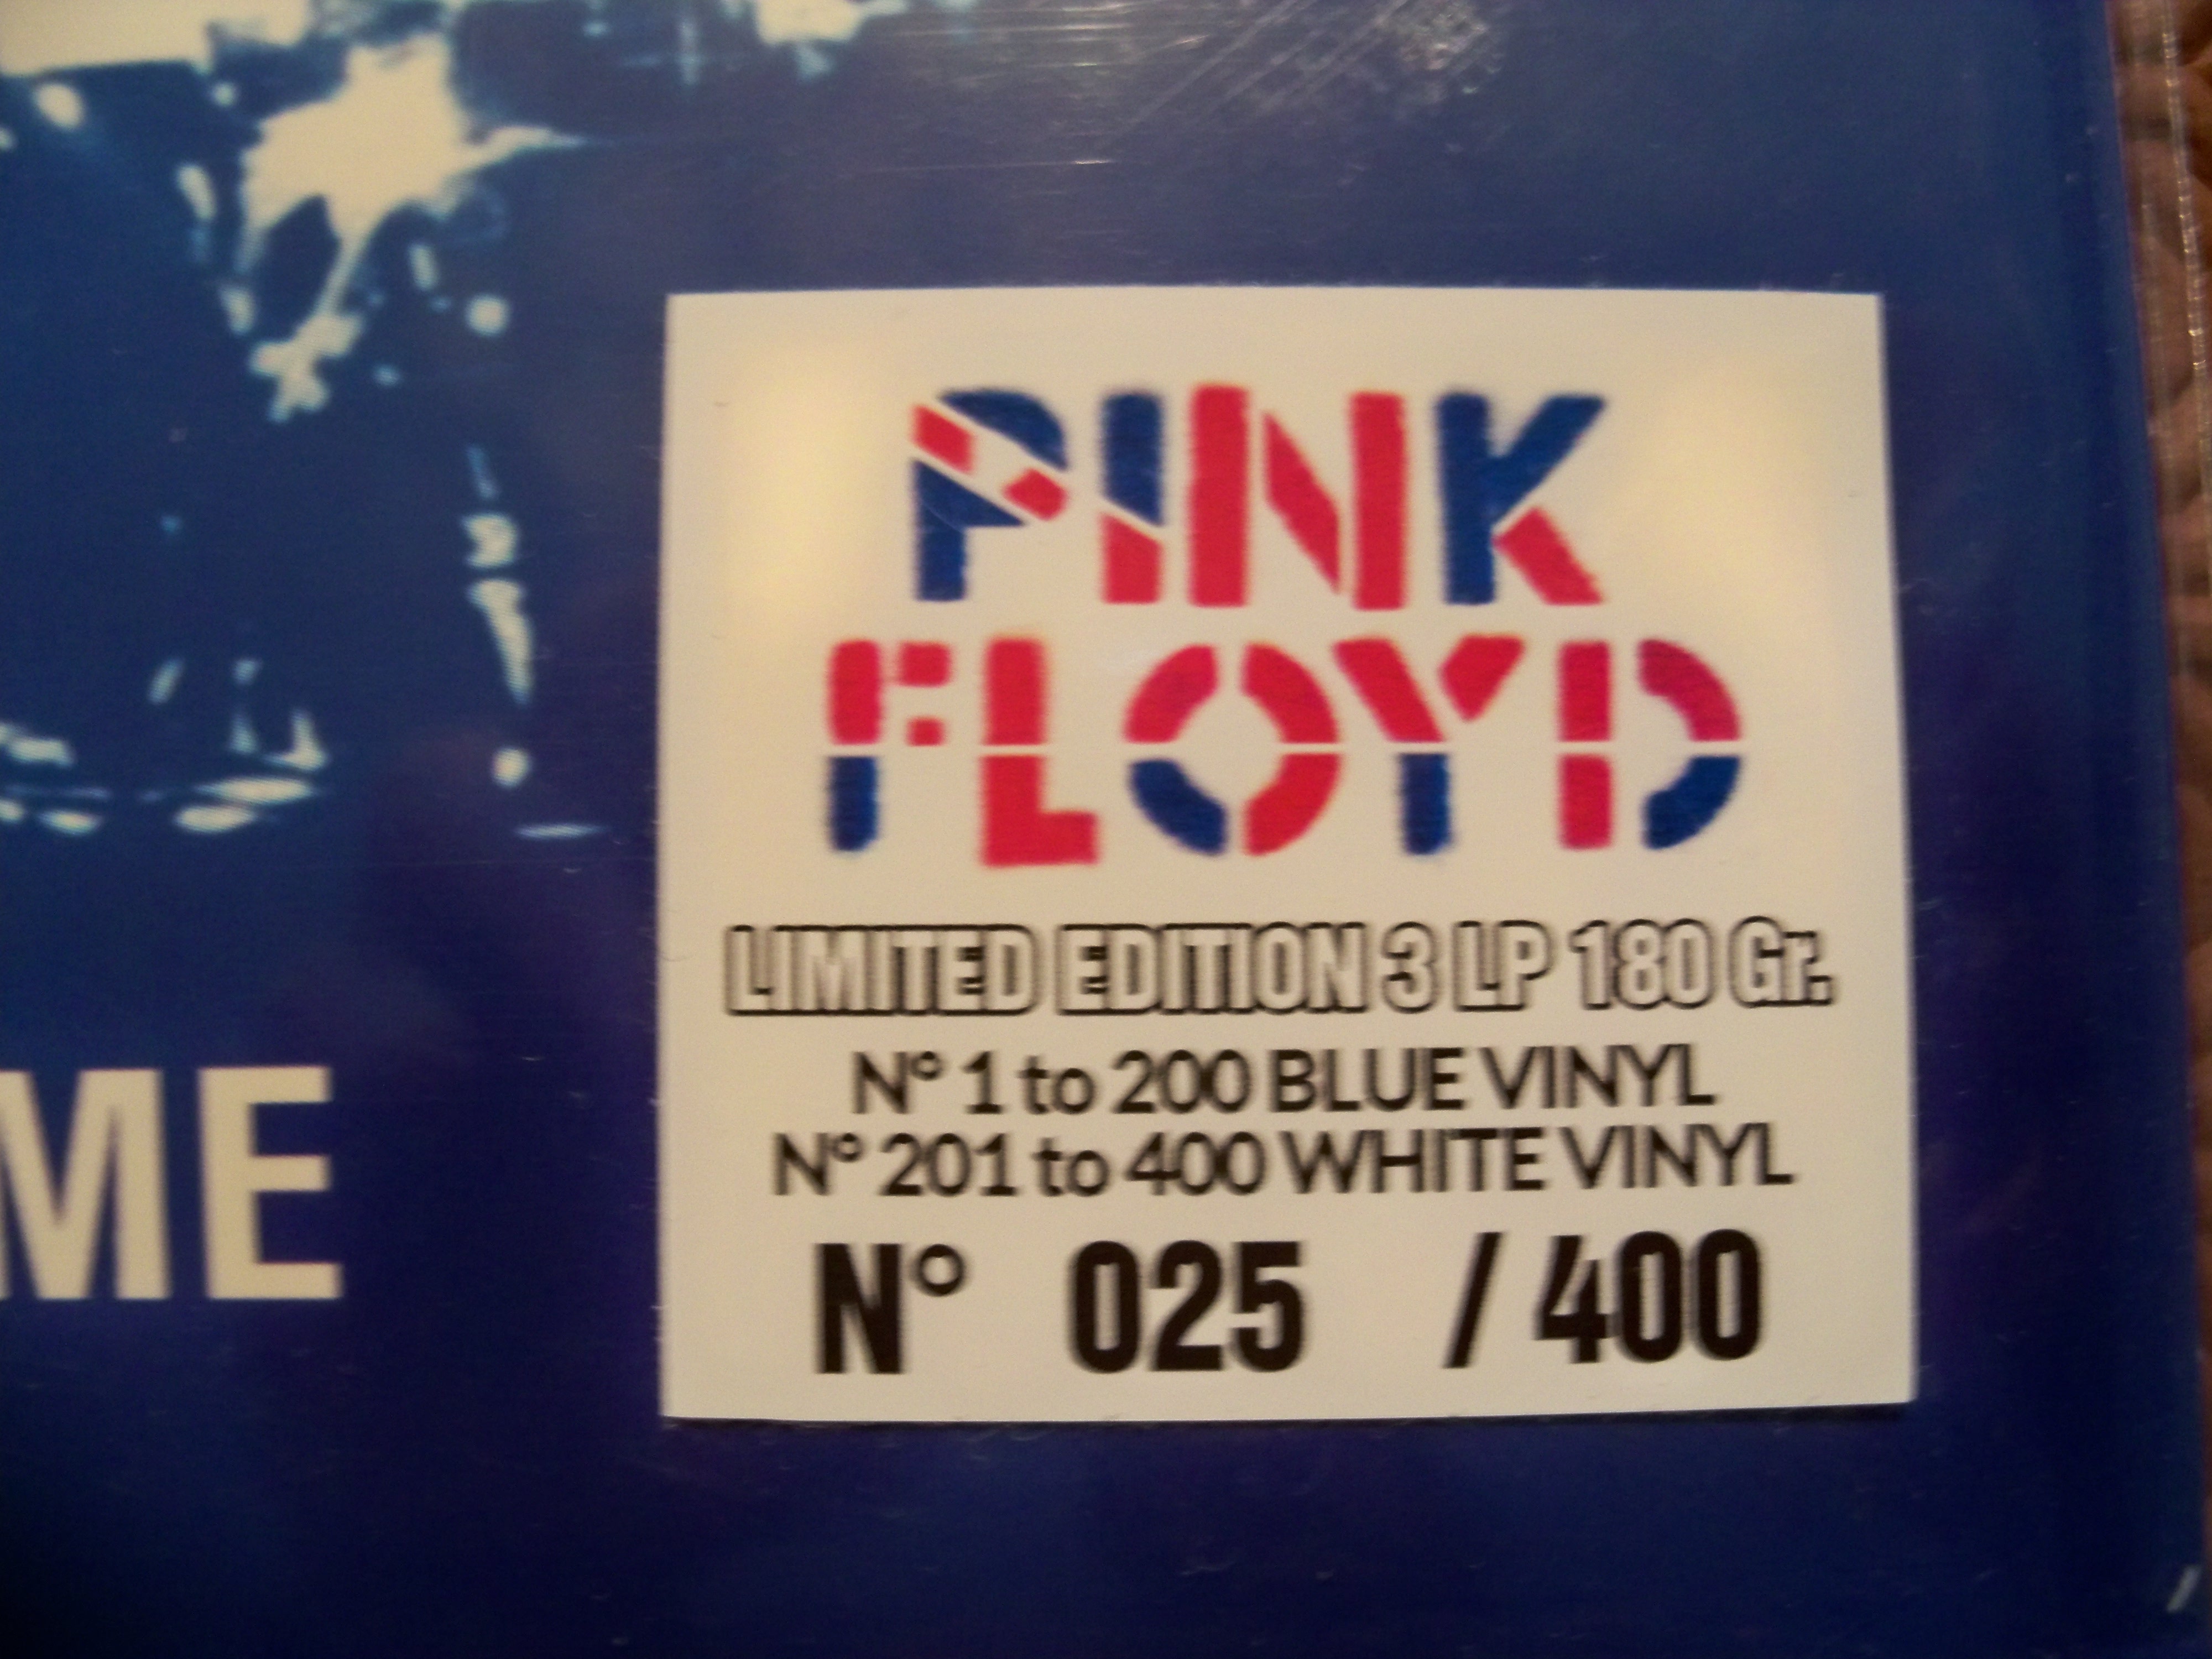 PINK
FLOYD
LIMITED EDITION 3 LP 180 Gr.
N° 1 to 200 BLUE VINYL
N° 201 to 400 WHITE VINYL
N° 025 / 400
ME